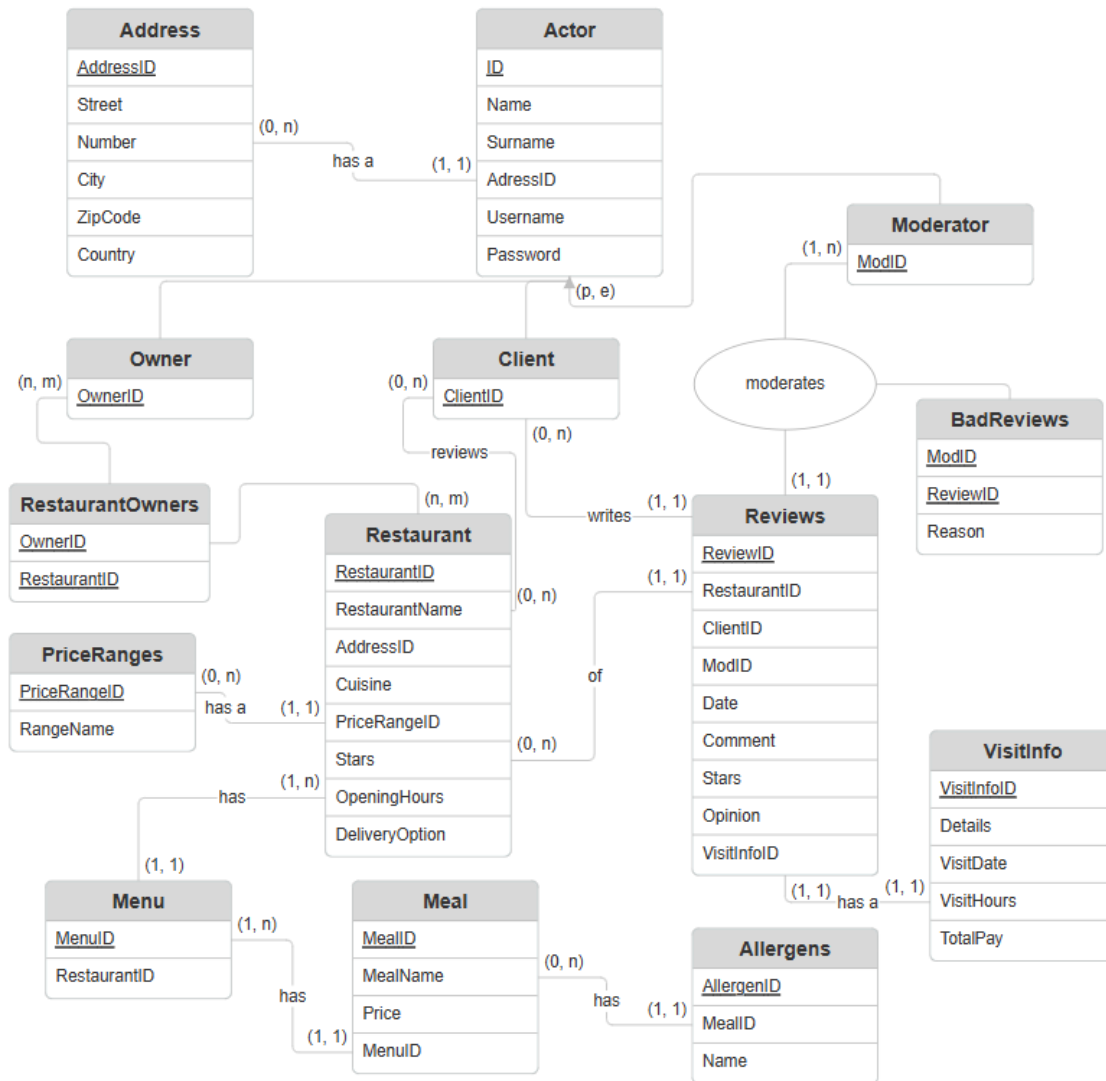 Address
AddressID
Street
Number
City
ZipCode
Country
(0, n)
has a
(1, 1)
Actor
ID
Name
Surname
AdressID
Username
Password
(p, e)
Moderator
ModID
(1, n)
Owner
OwnerID
(n, m)
Client
ClientID
(0, n)
(0, n)
reviews
moderates
BadReviews
ModID
ReviewID
Reason
(1, 1)
RestaurantOwners
OwnerID
RestaurantID
(n, m)
writes
(1, 1)
Restaurant
RestaurantID
RestaurantName
AddressID
Cuisine
PriceRangeID
Stars
OpeningHours
DeliveryOption
(0, n)
(1, 1)
of
(0, n)
Reviews
ReviewID
RestaurantID
ClientID
ModID
Date
Comment
Stars
Opinion
VisitInfoID
PriceRanges
PriceRangeID
RangeName
(0, n)
has a
(1, 1)
has
(1, n)
(1, 1)
VisitInfo
VisitInfoID
Details
VisitDate
VisitHours
TotalPay
(1, 1)
has a
(1, 1)
Menu
MenuID
RestaurantID
(1, n)
has
(1, 1)
Meal
MealID
MealName
Price
MenuID
(0, n)
has
(1, 1)
Allergens
AllergenID
MealID
Name